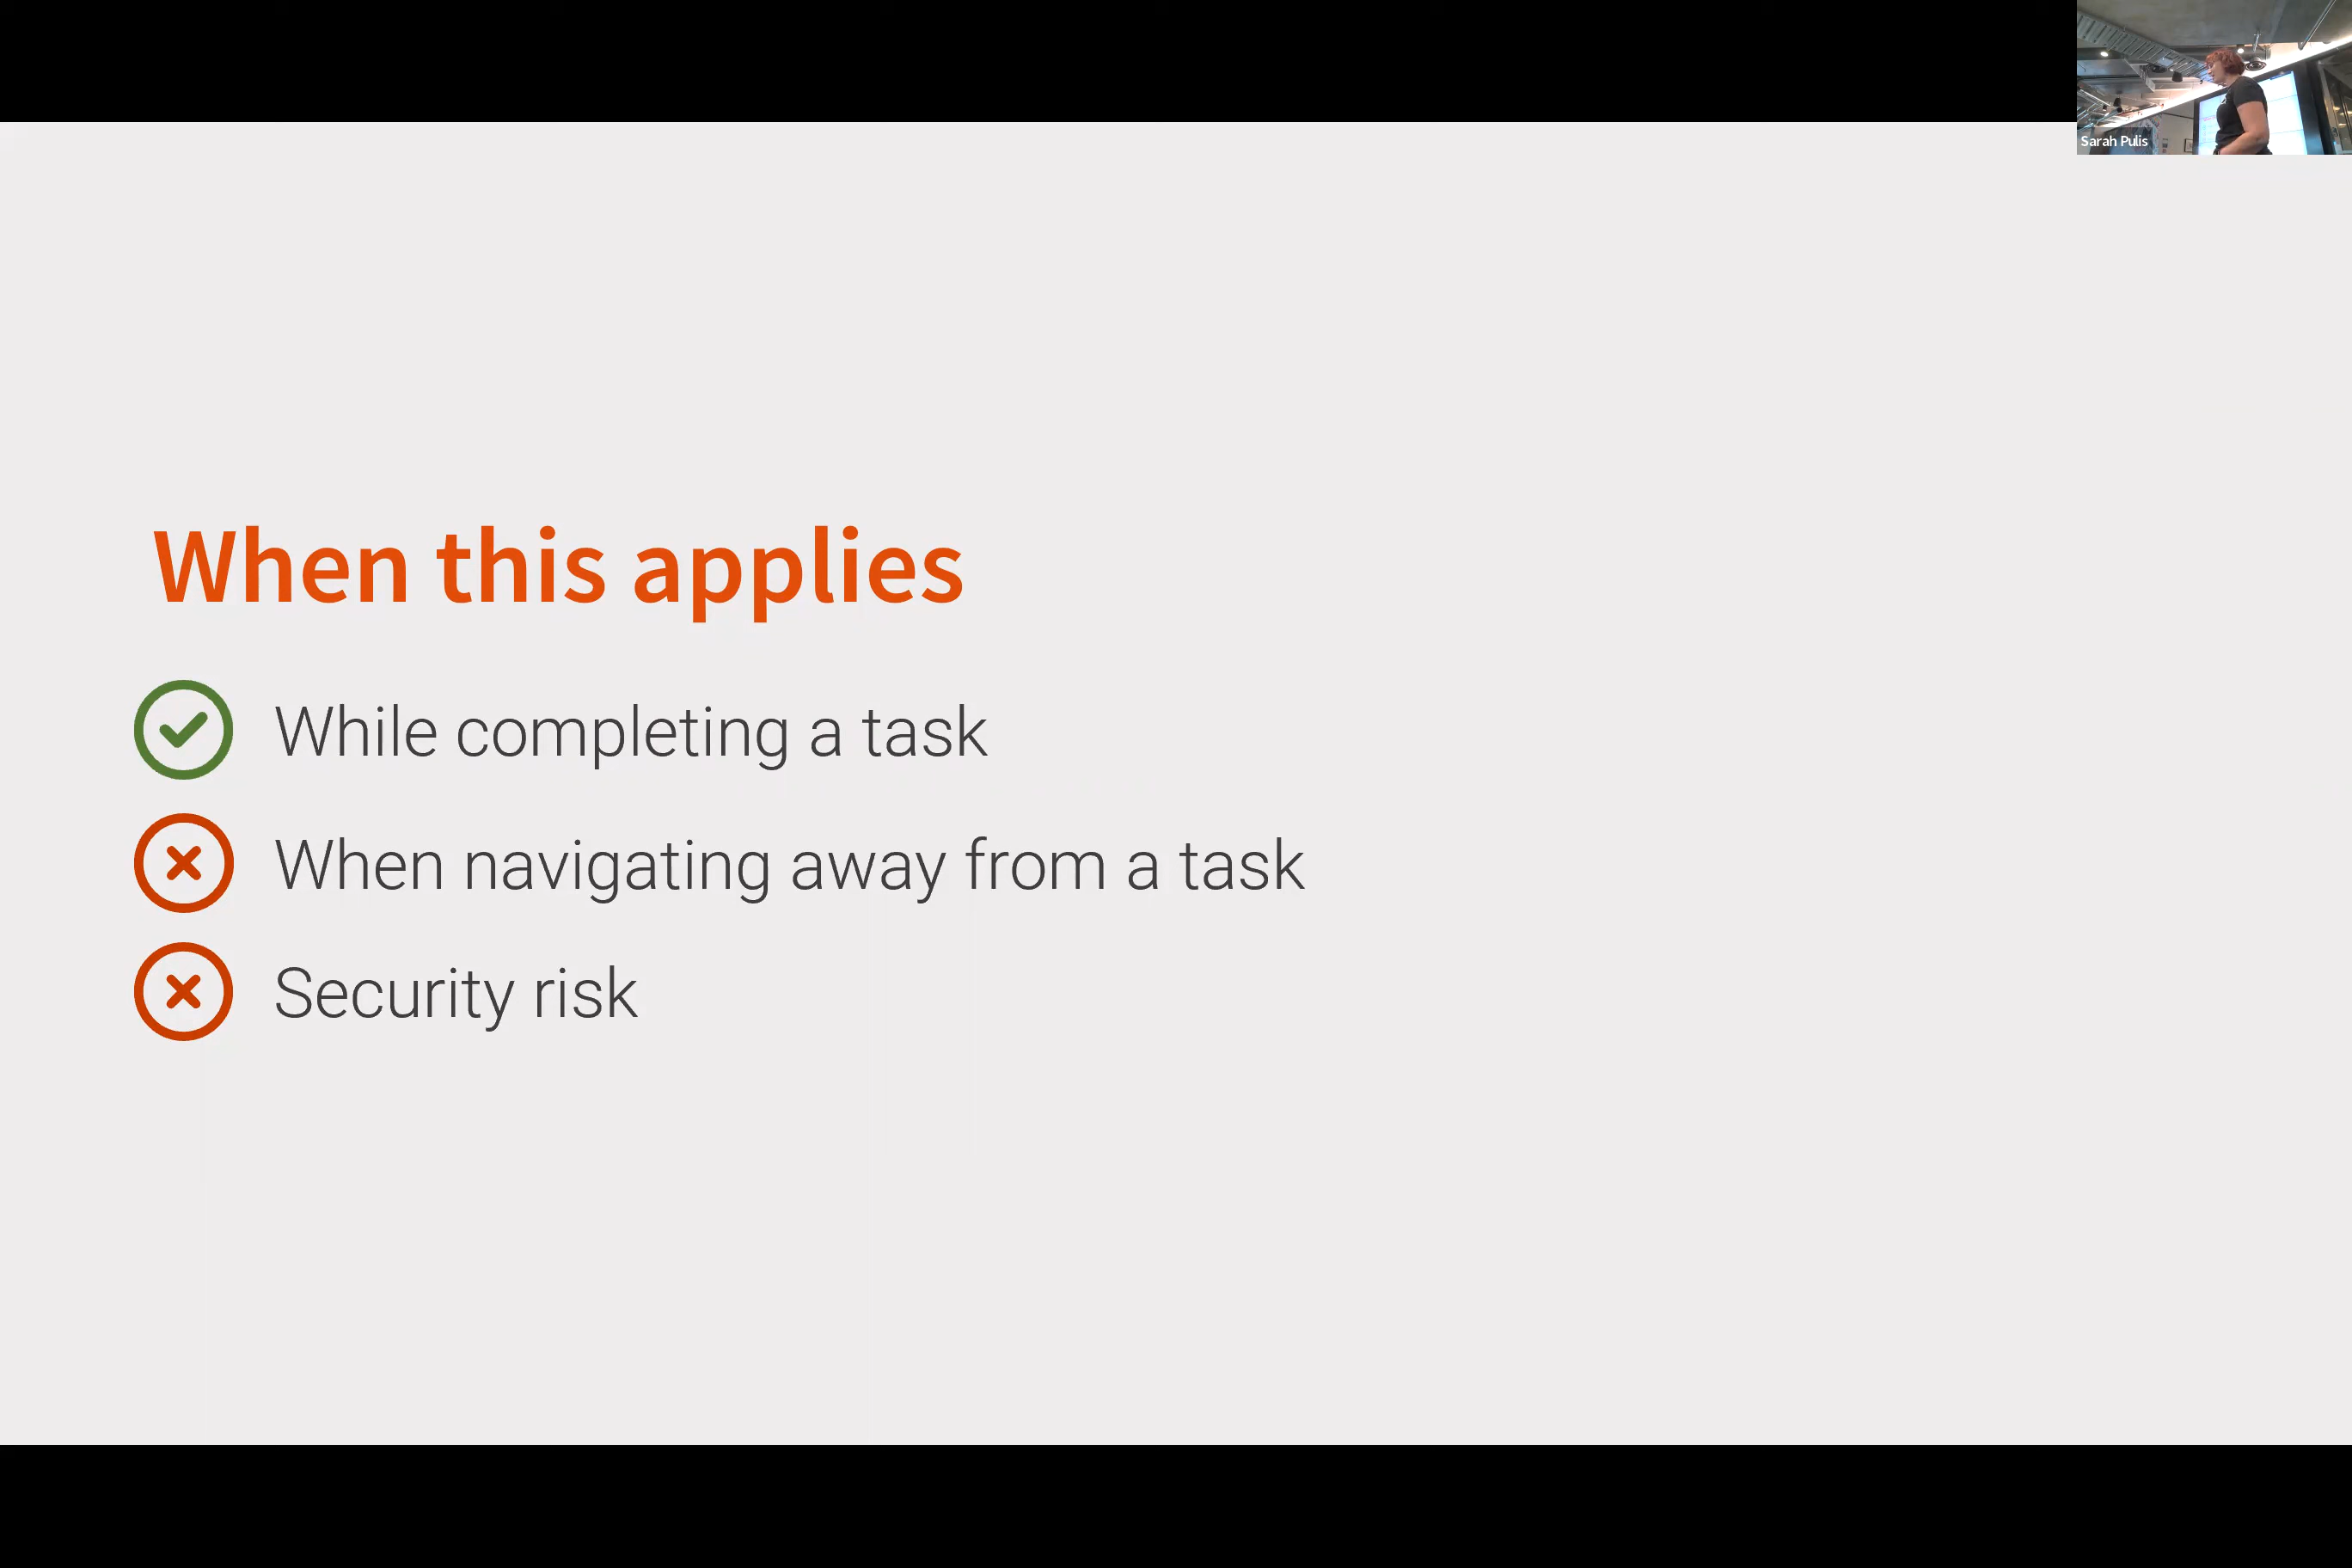 Sarah Pulis
When this applies
While completing a task
When navigating away from a task
Security risk